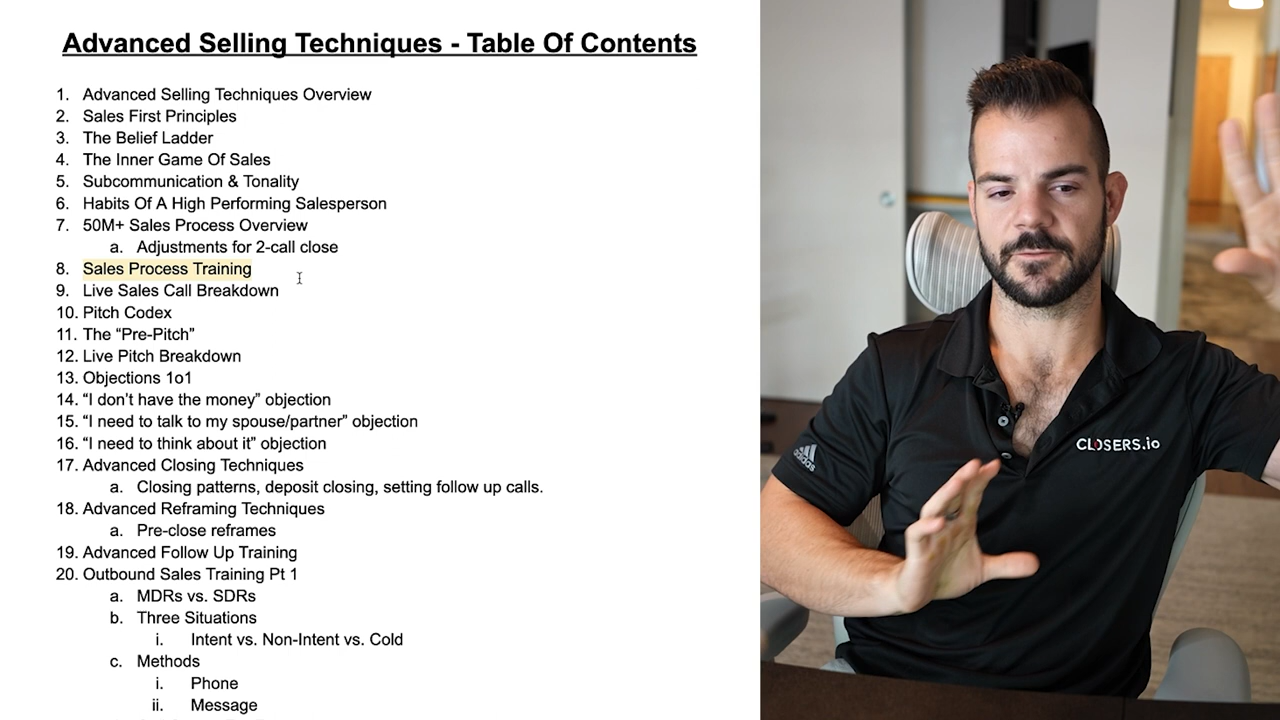 Advanced Selling Techniques - Table Of Contents
1. Advanced Selling Techniques Overview
2. Sales First Principles
3. The Belief Ladder
4. The Inner Game Of Sales
5. Subcommunication & Tonality
6. Habits Of A High Performing Salesperson
7. 50M+ Sales Process Overview
a. Adjustments for 2-call close
8. Sales Process Training
9. Live Sales Call Breakdown
10. Pitch Codex
11. The “Pre-Pitch”
12. Live Pitch Breakdown
13. Objections 1o1
14. “I don’t have the money” objection
15. “I need to talk to my spouse/partner” objection
16. “I need to think about it” objection
17. Advanced Closing Techniques
a. Closing patterns, deposit closing, setting follow up calls.
18. Advanced Reframing Techniques
a. Pre-close reframes
19. Advanced Follow Up Training
20. Outbound Sales Training Pt 1
a. MDRs vs. SDRs
b. Three Situations
i. Intent vs. Non-Intent vs. Cold
c. Methods
i. Phone
ii. Message
adidas
CLOSERS.io